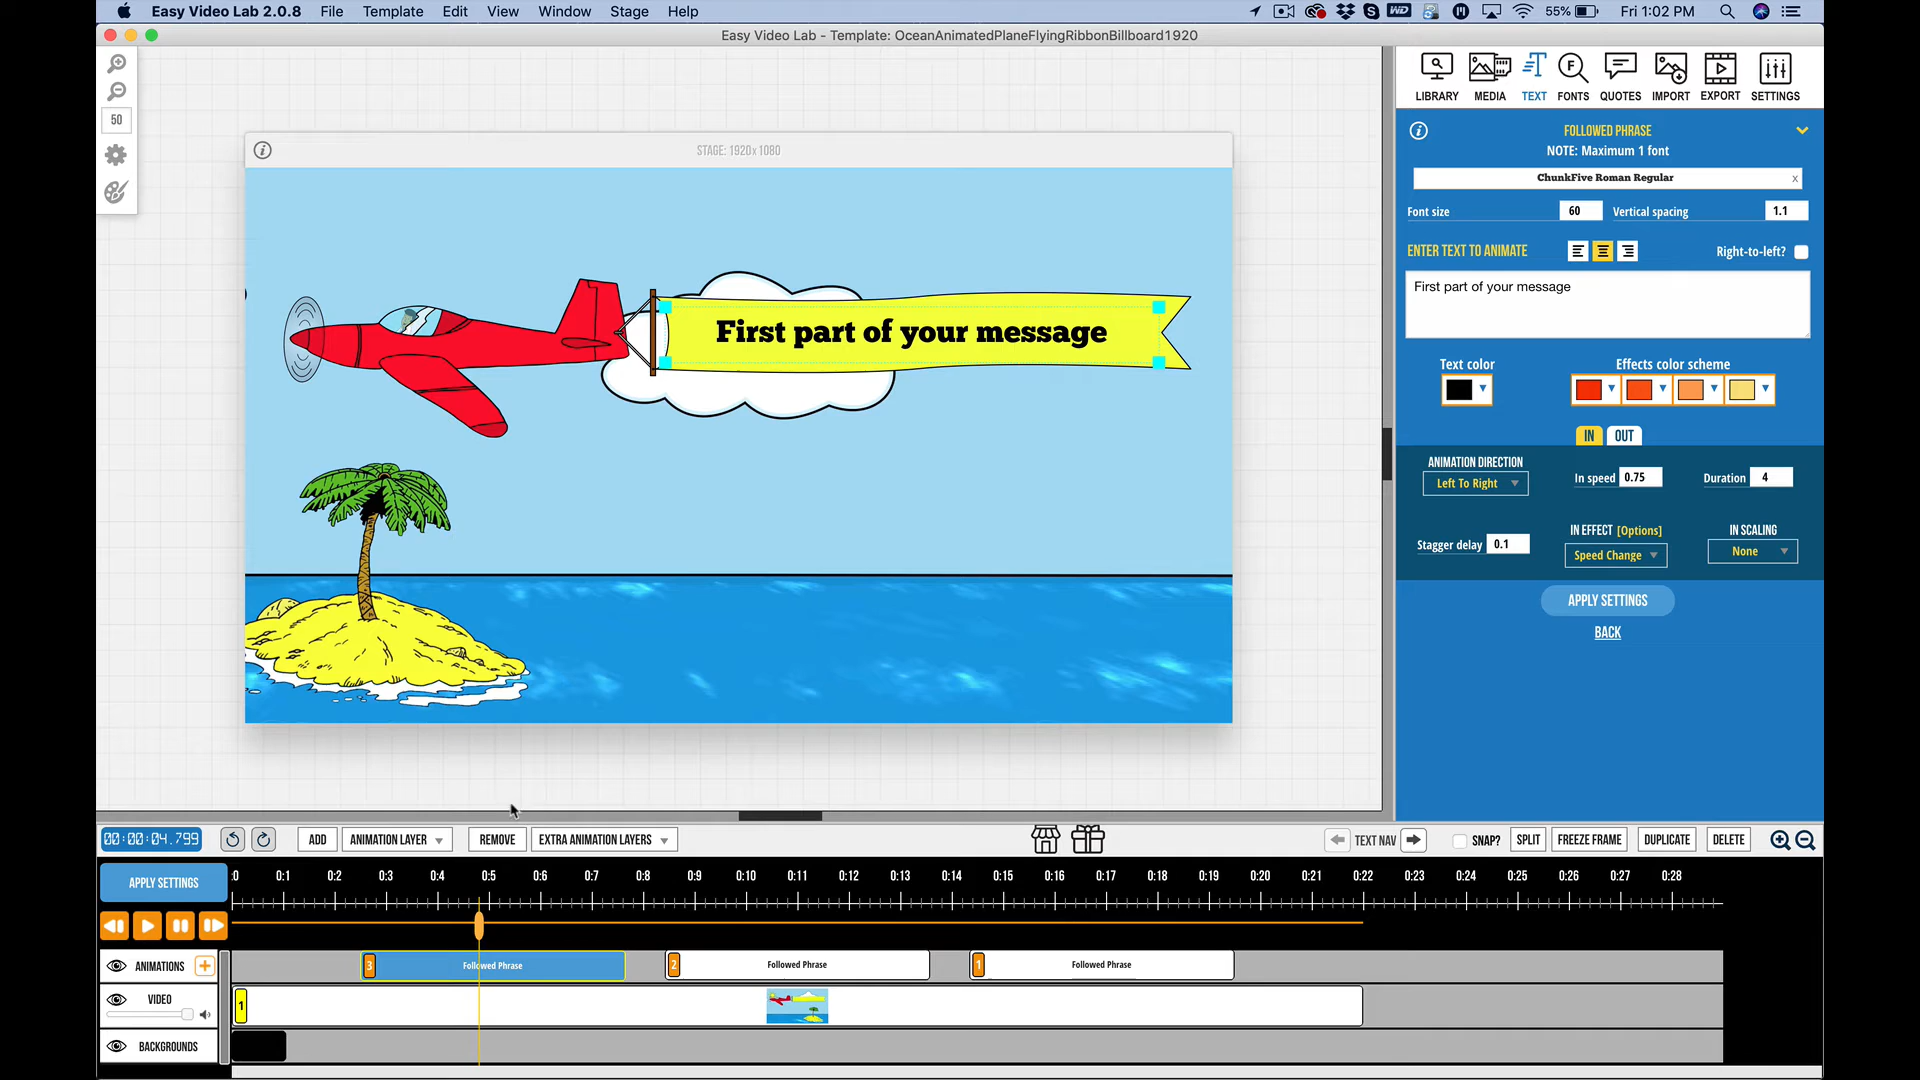 Easy Video Lab 2.0.8 File Template Edit View Window Stage Help 55% Fri 1:02 PM
Easy Video Lab - Template: OceanAnimatedPlaneFlyingRibbonBillboard1920
LIBRARY MEDIA TEXT FONTS QUOTES IMPORT EXPORT SETTINGS
50
STAGE: 1920x1080
FOLLOWED PHRASE
NOTE: Maximum 1 font
ChunkFive Roman Regular x
Font size 60 Vertical spacing 1.1
ENTER TEXT TO ANIMATE Right-to-left?
First part of your message
First part of your message
Text color Effects color scheme
IN OUT
ANIMATION DIRECTION In speed 0.75 Duration 4
Left To Right
Stagger delay 0.1 IN EFFECT [Options] IN SCALING
Speed Change None
APPLY SETTINGS
BACK
00:00:04.799 ADD ANIMATION LAYER REMOVE EXTRA ANIMATION LAYERS TEXT NAV SNAP? SPLIT FREEZE FRAME DUPLICATE DELETE
APPLY SETTINGS :0 0:1 0:2 0:3 0:4 0:5 0:6 0:7 0:8 0:9 0:10 0:11 0:12 0:13 0:14 0:15 0:16 0:17 0:18 0:19 0:20 0:21 0:22 0:23 0:24 0:25 0:26 0:27 0:28
ANIMATIONS + 3 Followed Phrase 2 Followed Phrase 1 Followed Phrase
VIDEO 1
BACKGROUNDS